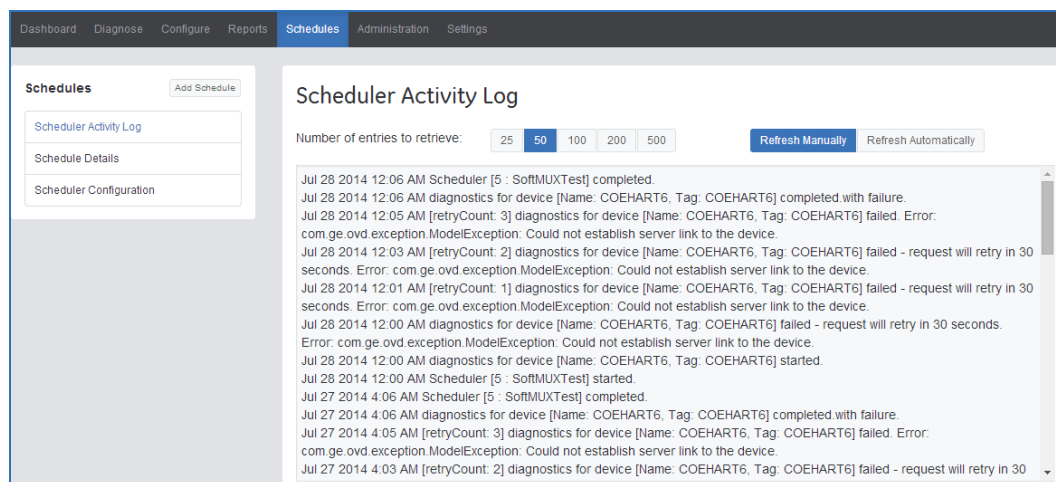 Dashboard Diagnose Configure Reports Schedules Administration Settings
Schedules
Add Schedule
Scheduler Activity Log
Schedule Details
Scheduler Configuration
Scheduler Activity Log
Number of entries to retrieve: 25 50 100 200 500 Refresh Manually Refresh Automatically
Jul 28 2014 12:06 AM Scheduler [5 : SoftMUXTest] completed.
Jul 28 2014 12:06 AM diagnostics for device [Name: COEHART6, Tag: COEHART6] completed.with failure.
Jul 28 2014 12:05 AM [retryCount: 3] diagnostics for device [Name: COEHART6, Tag: COEHART6] failed. Error:
com.ge.ovd.exception.ModelException: Could not establish server link to the device.
Jul 28 2014 12:03 AM [retryCount: 2] diagnostics for device [Name: COEHART6, Tag: COEHART6] failed - request will retry in 30
seconds. Error: com.ge.ovd.exception.ModelException: Could not establish server link to the device.
Jul 28 2014 12:01 AM [retryCount: 1] diagnostics for device [Name: COEHART6, Tag: COEHART6] failed - request will retry in 30
seconds. Error: com.ge.ovd.exception.ModelException: Could not establish server link to the device.
Jul 28 2014 12:00 AM diagnostics for device [Name: COEHART6, Tag: COEHART6] failed - request will retry in 30 seconds.
Error: com.ge.ovd.exception.ModelException: Could not establish server link to the device.
Jul 28 2014 12:00 AM diagnostics for device [Name: COEHART6, Tag: COEHART6] started.
Jul 28 2014 12:00 AM Scheduler [5 : SoftMUXTest] started.
Jul 27 2014 4:06 AM Scheduler [5 : SoftMUXTest] completed.
Jul 27 2014 4:06 AM diagnostics for device [Name: COEHART6, Tag: COEHART6] completed.with failure.
Jul 27 2014 4:05 AM [retryCount: 3] diagnostics for device [Name: COEHART6, Tag: COEHART6] failed. Error:
com.ge.ovd.exception.ModelException: Could not establish server link to the device.
Jul 27 2014 4:03 AM [retryCount: 2] diagnostics for device [Name: COEHART6, Tag: COEHART6] failed - request will retry in 30